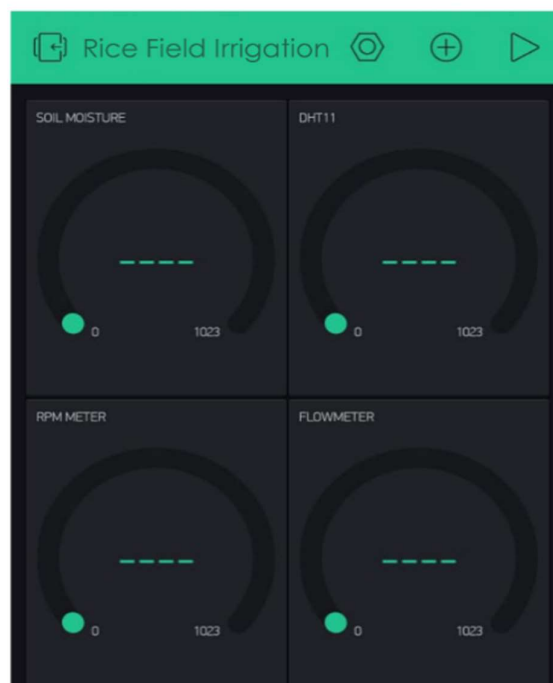 Rice Field Irrigation
SOIL MOISTURE
----
0 1023
DHT11
----
0 1023
RPM METER
----
0 1023
FLOWMETER
----
0 1023